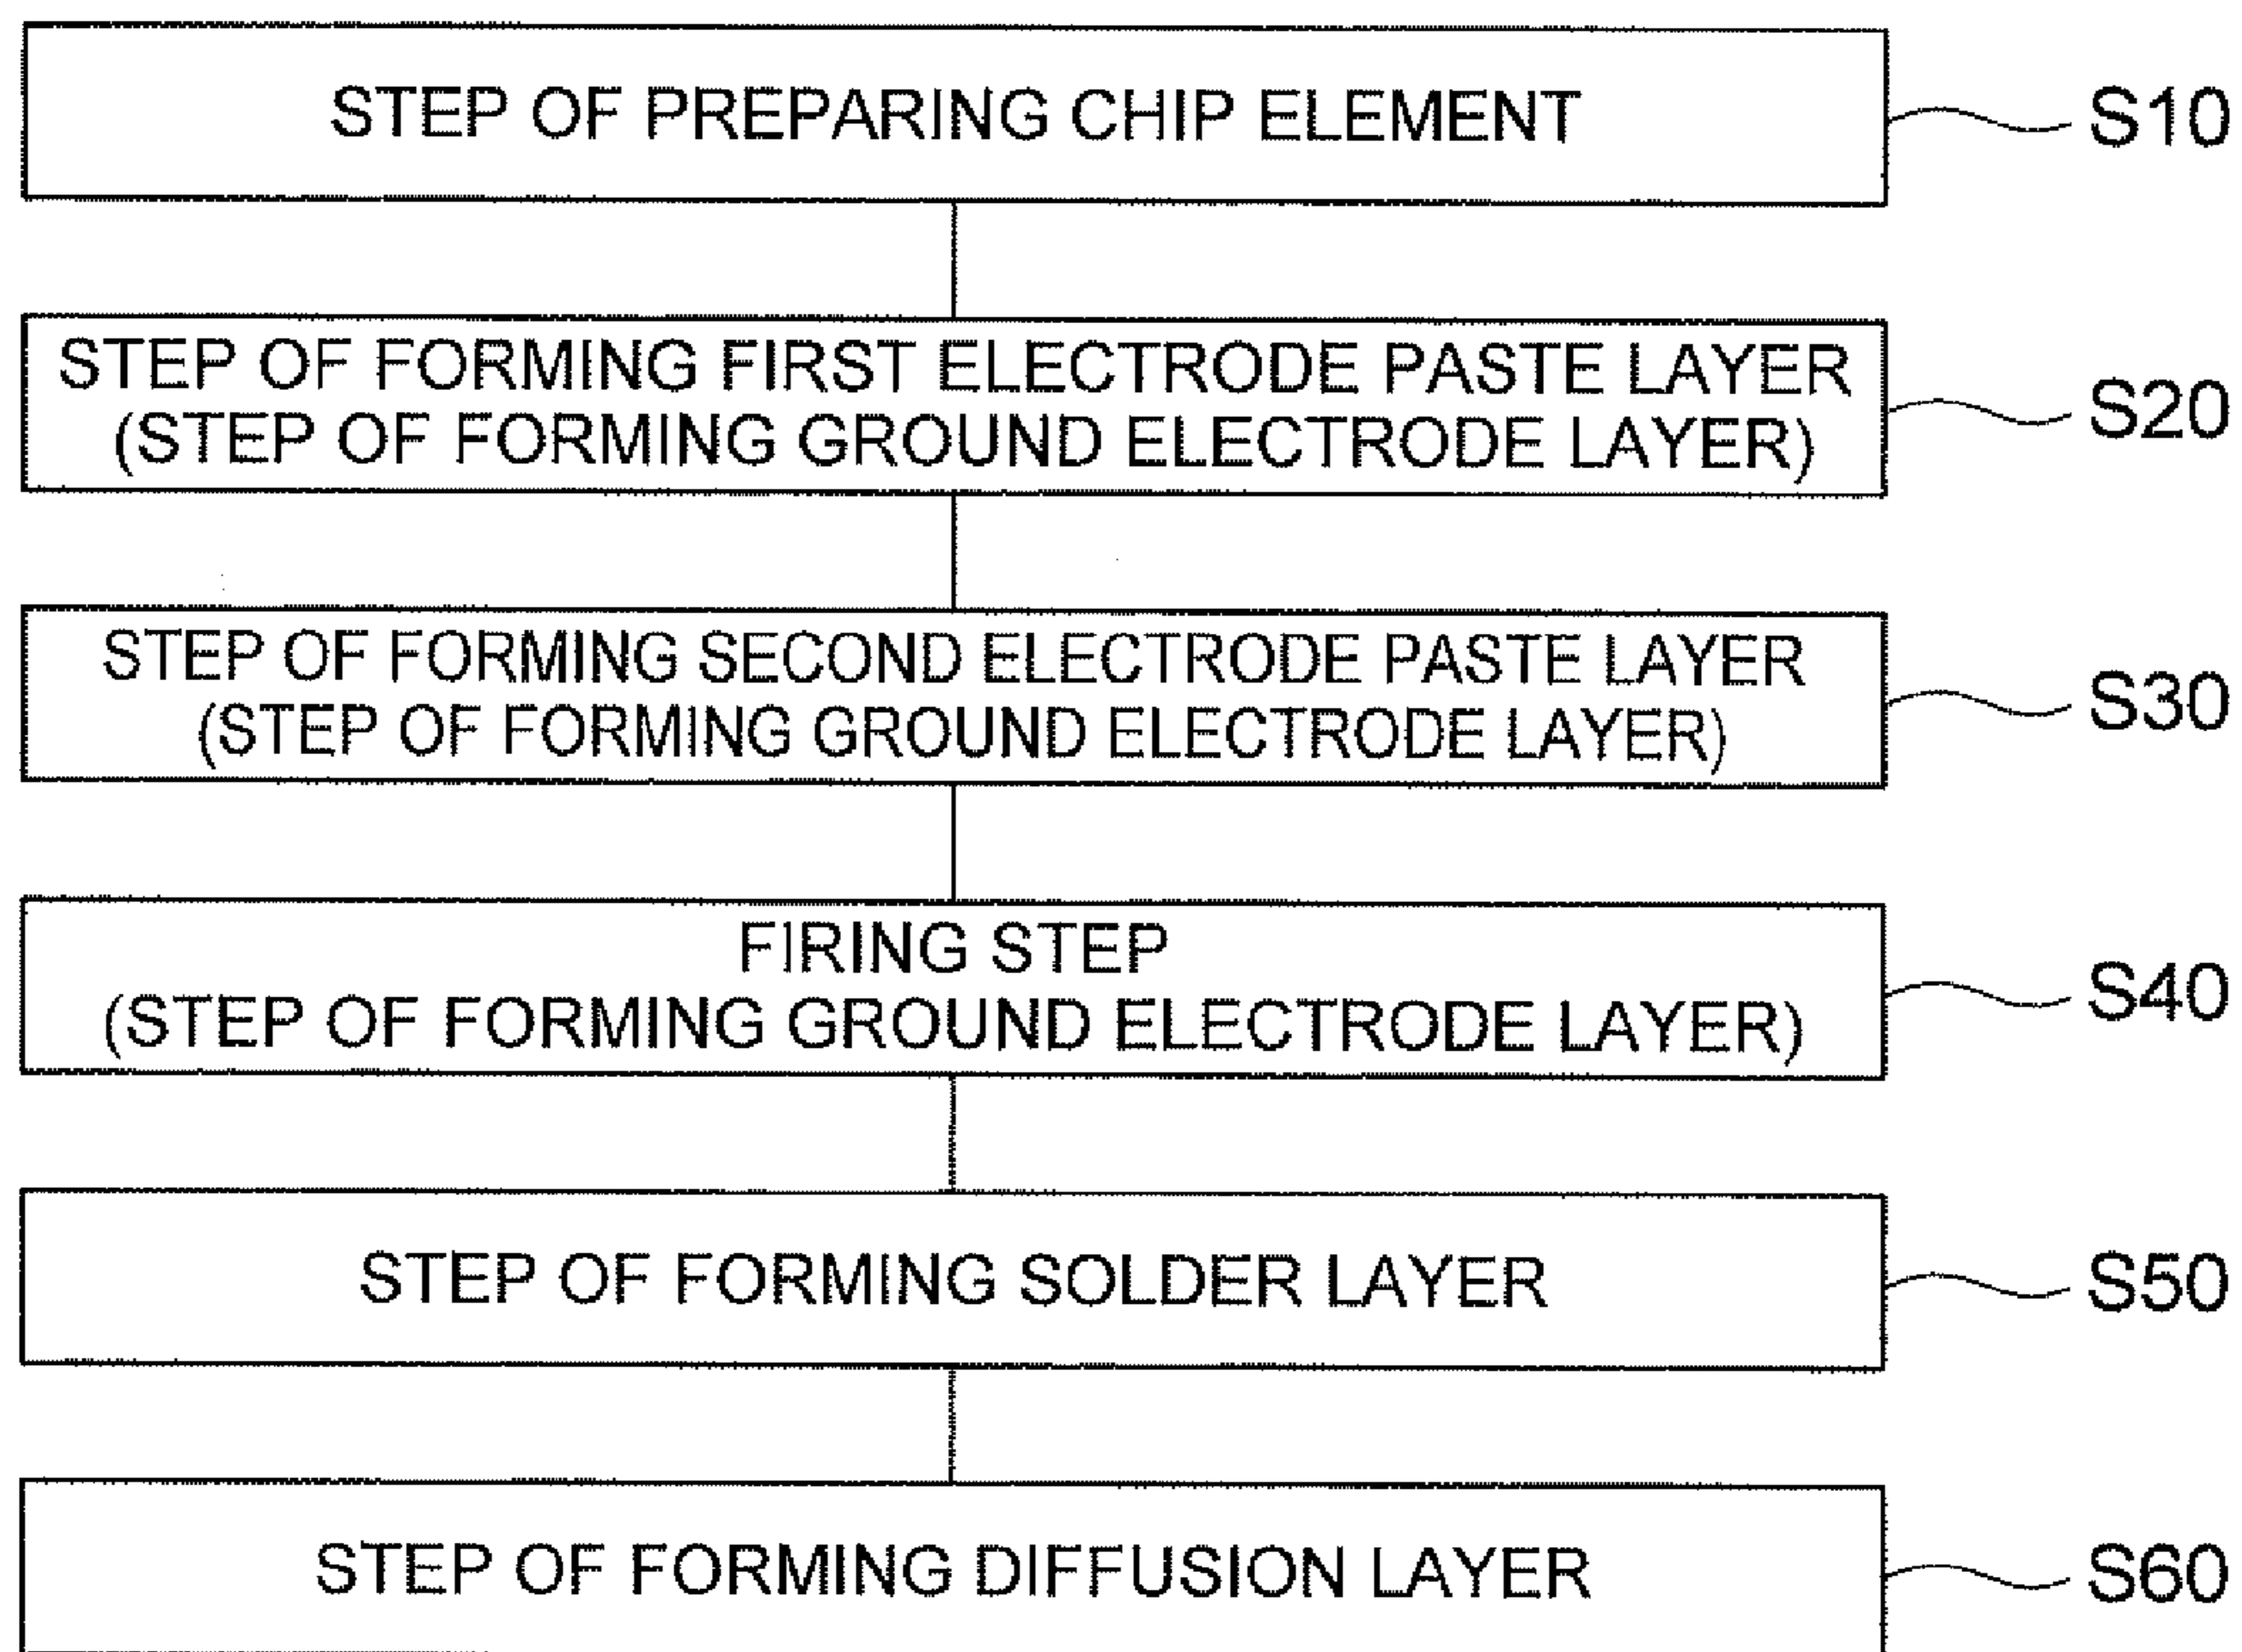 STEP OF PREPARING CHIP ELEMENT
S10
STEP OF FORMING FIRST ELECTRODE PASTE LAYER
(STEP OF FORMING GROUND ELECTRODE LAYER)
S20
STEP OF FORMING SECOND ELECTRODE PASTE LAYER
(STEP OF FORMING GROUND ELECTRODE LAYER)
S30
FIRING STEP
(STEP OF FORMING GROUND ELECTRODE LAYER)
S40
STEP OF FORMING SOLDER LAYER
S50
STEP OF FORMING DIFFUSION LAYER
S60